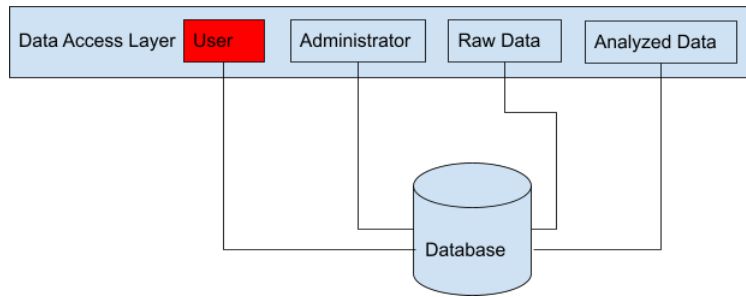 Data Access Layer
User
Administrator
Raw Data
Analyzed Data
Database